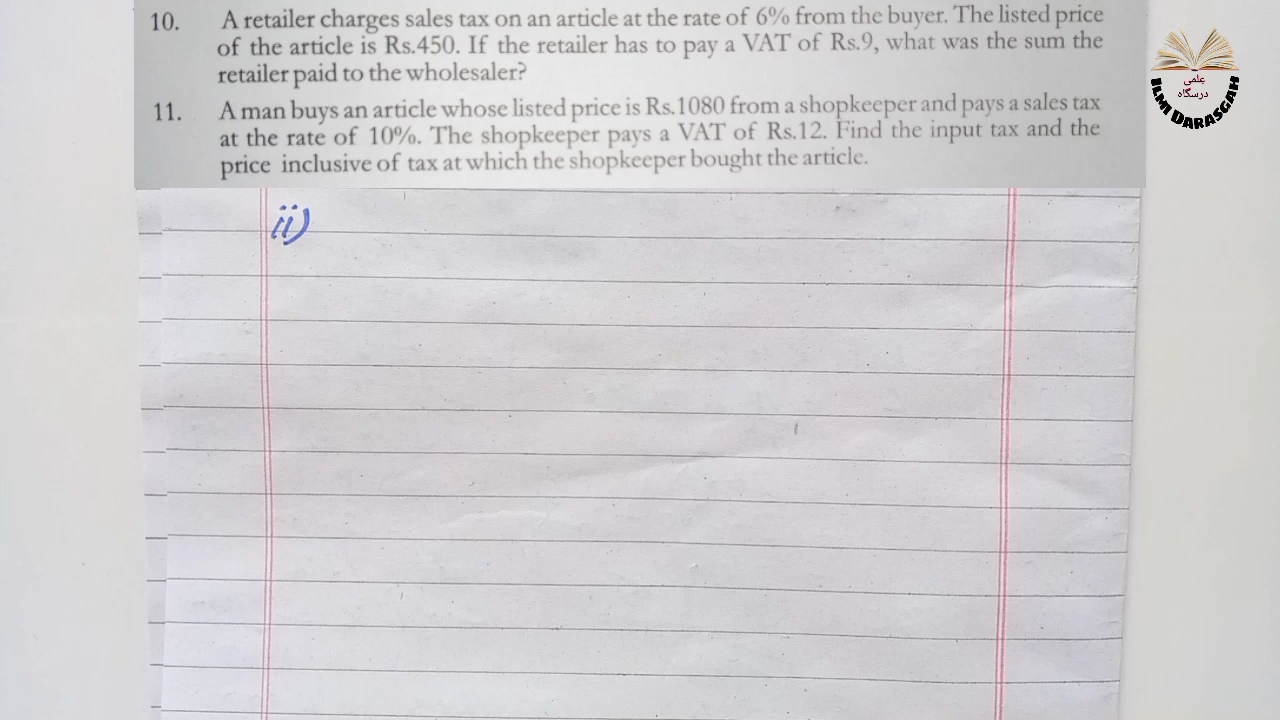 10. A retailer charges sales tax on an article at the rate of 6% from the buyer. The listed price
of the article is Rs.450. If the retailer has to pay a VAT of Rs.9, what was the sum the
retailer paid to the wholesaler?
11. A man buys an article whose listed price is Rs.1080 from a shopkeeper and pays a sales tax
at the rate of 10%. The shopkeeper pays a VAT of Rs.12. Find the input tax and the
price inclusive of tax at which the shopkeeper bought the article.
علمی
درسگاه
ILMI DARASGAH
ii)